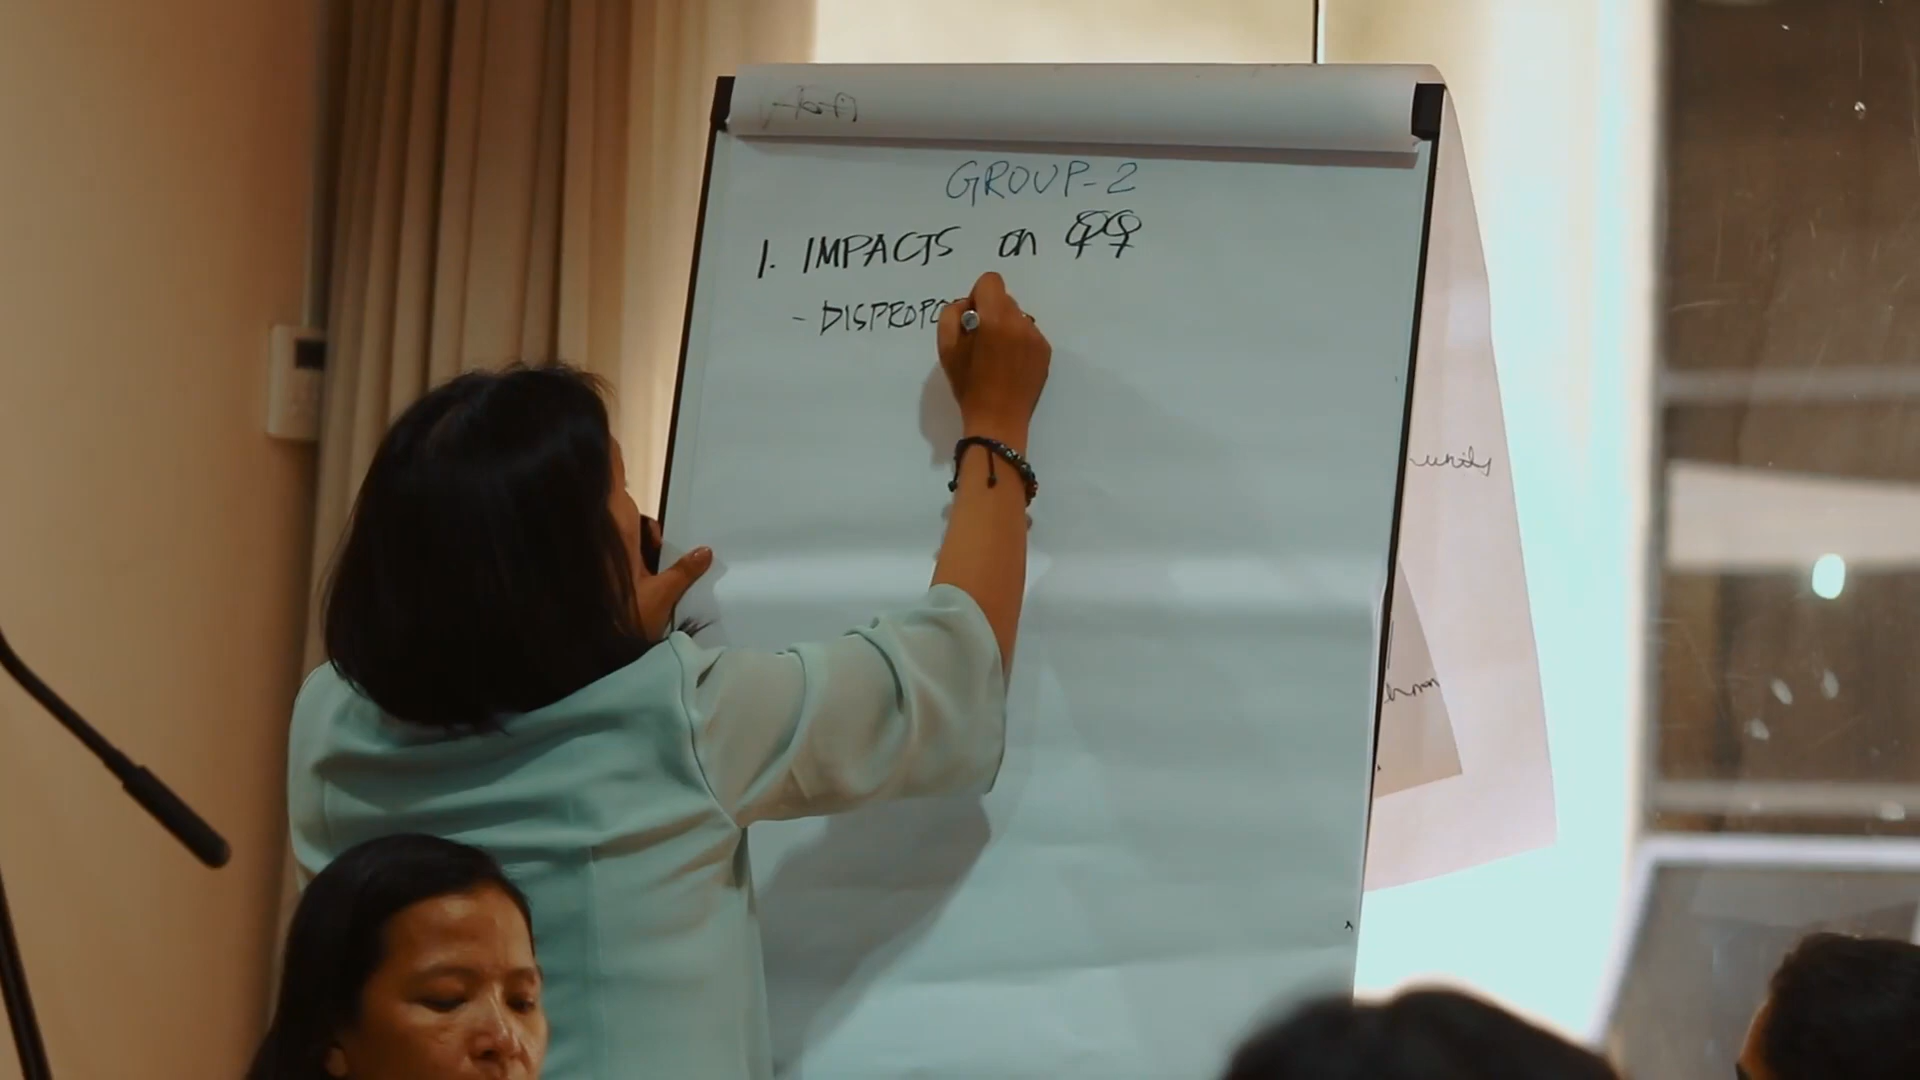 GROUP-2
1. IMPACTS on ♀♀
- DISPROPO